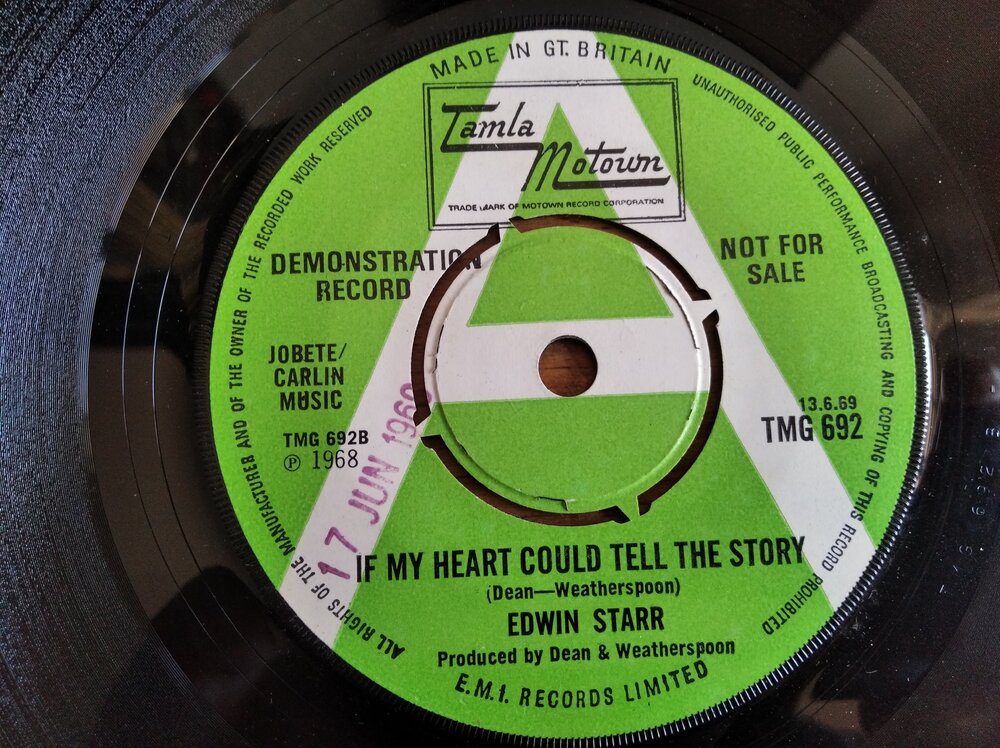 MADE IN GT. BRITAIN
UNAUTHORISED PUBLIC PERFORMANCE BROADCASTING AND COPYING OF THIS RECORD PROHIBITED
ALL RIGHTS OF THE MANUFACTURER AND OF THE OWNER OF THE RECORDED WORK RESERVED
Tamla
Motown
TRADE MARK OF MOTOWN RECORD CORPORATION
DEMONSTRATION
RECORD
NOT FOR
SALE
JOBETE/
CARLIN
MUSIC
TMG 692B
℗ 1968
13.6.69
TMG 692
17 JUN 1969
IF MY HEART COULD TELL THE STORY
(Dean—Weatherspoon)
EDWIN STARR
Produced by Dean & Weatherspoon
E.M.I. RECORDS LIMITED